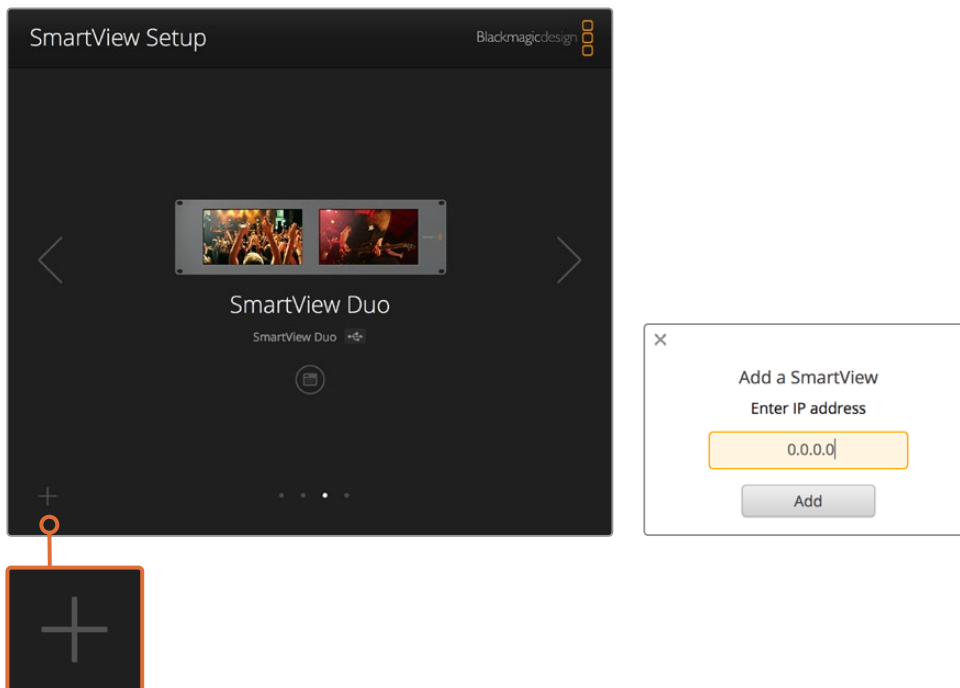 SmartView Setup
Blackmagicdesign
SmartView Duo
SmartView Duo
Add a SmartView
Enter IP address
0.0.0.0
Add